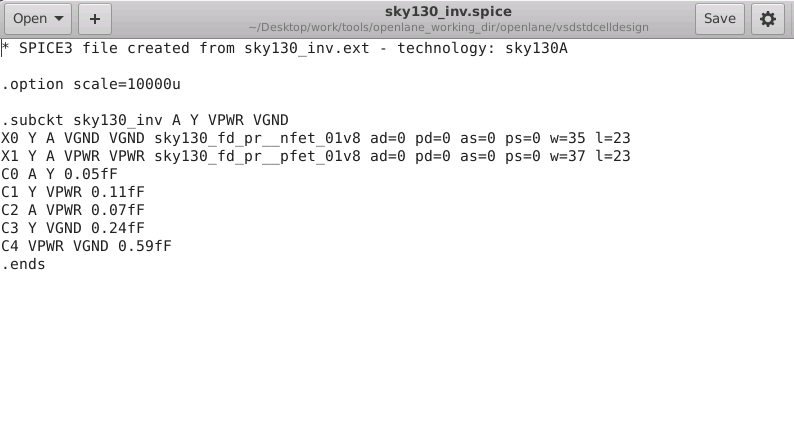 Open
+
sky130_inv.spice
~/Desktop/work/tools/openlane_working_dir/openlane/vsdstdcelldesign
Save
* SPICE3 file created from sky130_inv.ext - technology: sky130A
.option scale=10000u
.subckt sky130_inv A Y VPWR VGND
X0 Y A VGND VGND sky130_fd_pr__nfet_01v8 ad=0 pd=0 as=0 ps=0 w=35 l=23
X1 Y A VPWR VPWR sky130_fd_pr__pfet_01v8 ad=0 pd=0 as=0 ps=0 w=37 l=23
C0 A Y 0.05fF
C1 Y VPWR 0.11fF
C2 A VPWR 0.07fF
C3 Y VGND 0.24fF
C4 VPWR VGND 0.59fF
.ends